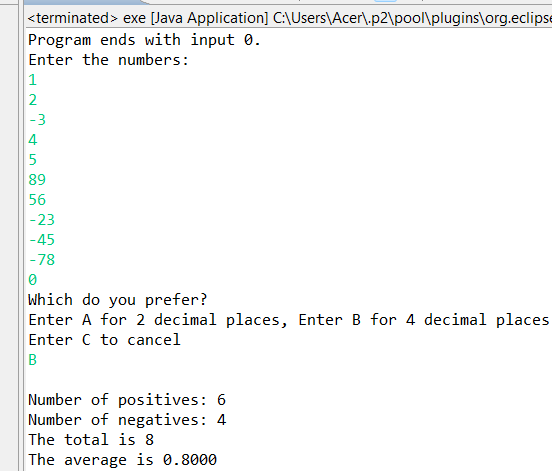 <terminated> exe [Java Application] C:\Users\Acer\.p2\pool\plugins\org.eclipse
Program ends with input 0.
Enter the numbers:
1
2
-3
4
5
89
56
-23
-45
-78
0
Which do you prefer?
Enter A for 2 decimal places, Enter B for 4 decimal places
Enter C to cancel
B
Number of positives: 6
Number of negatives: 4
The total is 8
The average is 0.8000